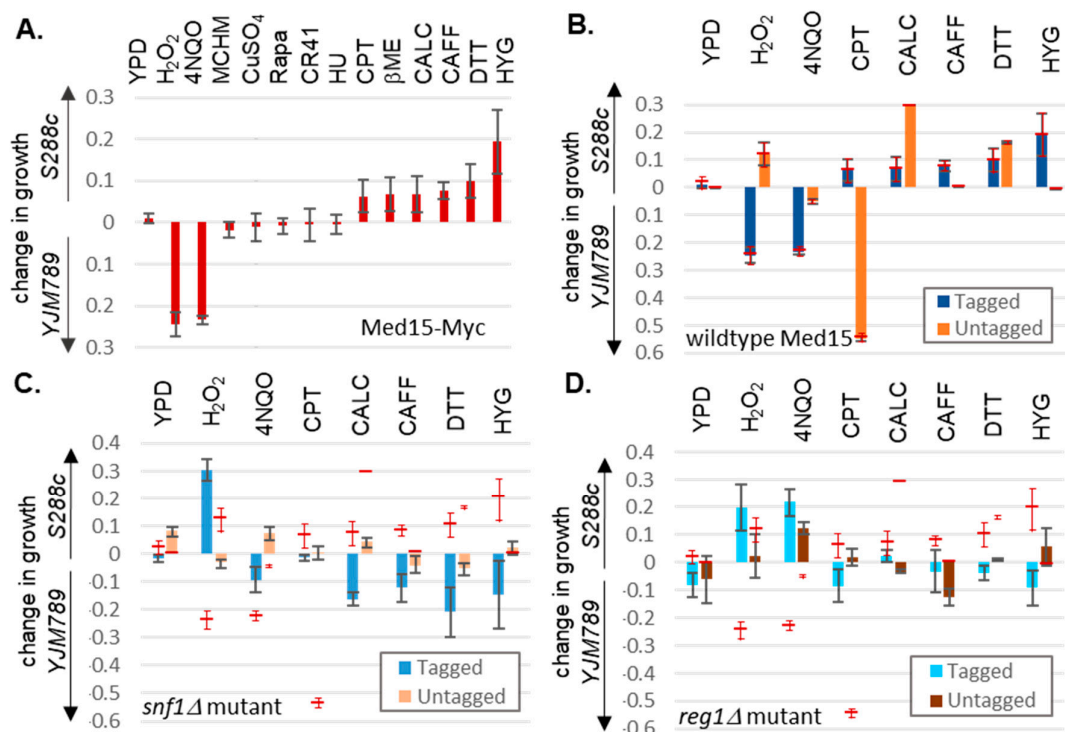 A.
YPD
H2O2
4NQO
MCHM
CuSO4
Rapa
CR41
HU
CPT
βME
CALC
CAFF
DTT
HYG
change in growth
YJM789 S288c
0.3
0.2
0.1
0
0.1
0.2
0.3
Med15-Myc
B.
YPD
H2O2
4NQO
CPT
CALC
CAFF
DTT
HYG
change in growth
YJM789 S288c
0.3
0.2
0.1
0
0.1
0.2
0.3
0.4
0.5
0.6
Tagged
Untagged
wildtype Med15
C.
YPD
H2O2
4NQO
CPT
CALC
CAFF
DTT
HYG
change in growth
YJM789 S288c
0.4
0.3
0.2
0.1
0
-0.1
-0.2
-0.3
-0.4
-0.5
-0.6
Tagged
Untagged
snf1Δ mutant
D.
YPD
H2O2
4NQO
CPT
CALC
CAFF
DTT
HYG
change in growth
YJM789 S288c
0.4
0.3
0.2
0.1
0
-0.1
-0.2
-0.3
-0.4
-0.5
-0.6
Tagged
Untagged
reg1Δ mutant